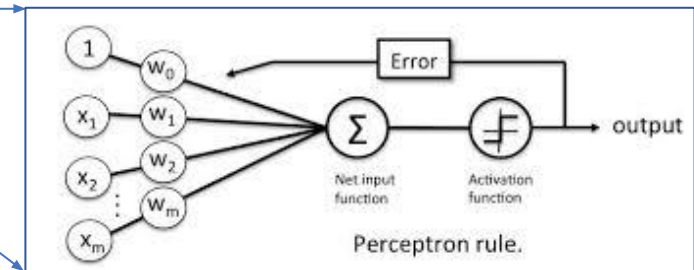 1
w₀
Error
x₁
w₁
Σ
output
x₂
w₂
⋮
wₘ
xₘ
Net input
function
Activation
function
Perceptron rule.